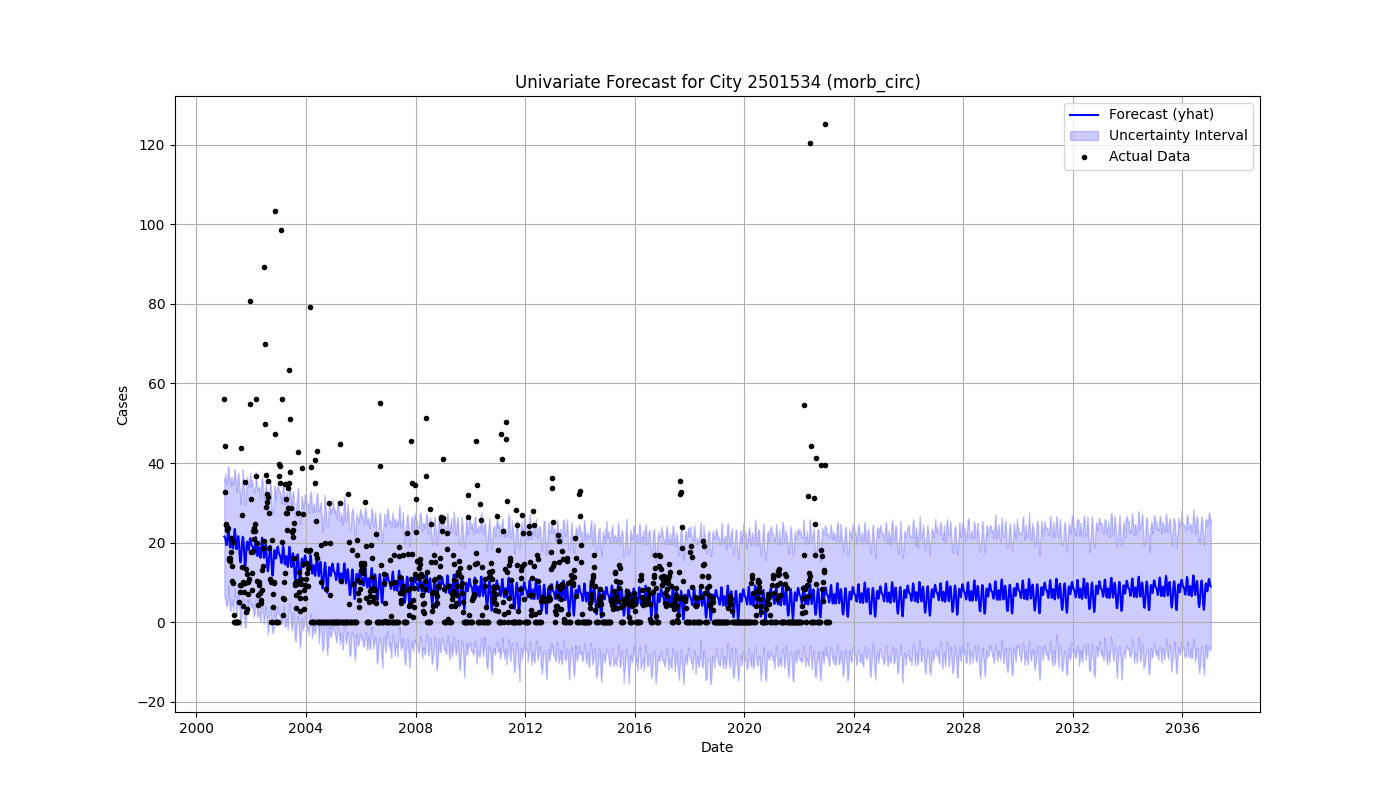 Univariate Forecast for City 2501534 (morb_circ)
Forecast (yhat)
Uncertainty Interval
Actual Data
Cases
120
100
80
60
40
20
0
−20
2000 2004 2008 2012 2016 2020 2024 2028 2032 2036
Date